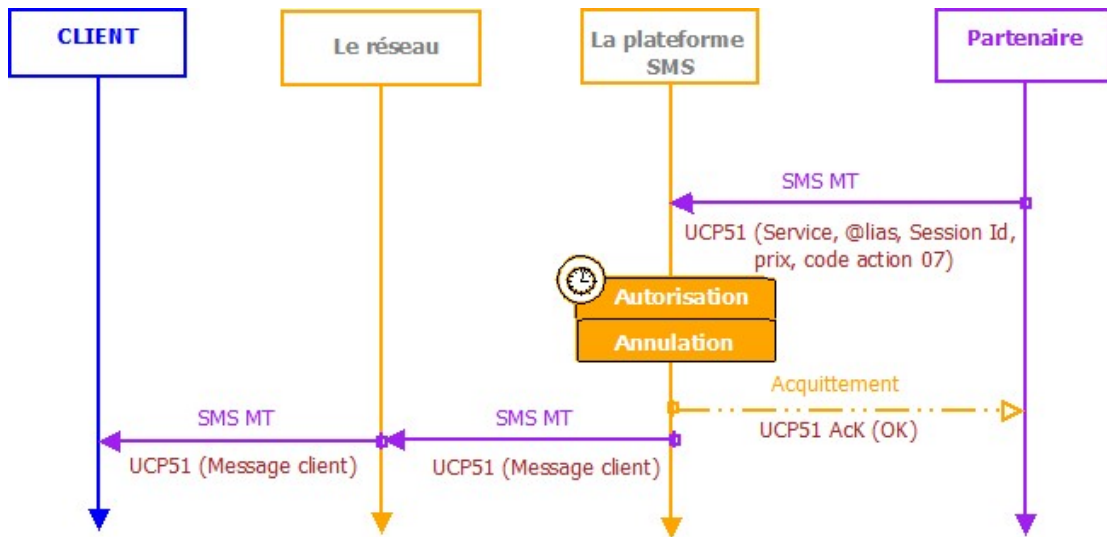 CLIENT
Le réseau
La plateforme
SMS
Partenaire
SMS MT
UCP51 (Service, @lias, Session Id,
prix, code action 07)
Autorisation
Annulation
Acquittement
UCP51 AcK (OK)
SMS MT
UCP51 (Message client)
SMS MT
UCP51 (Message client)